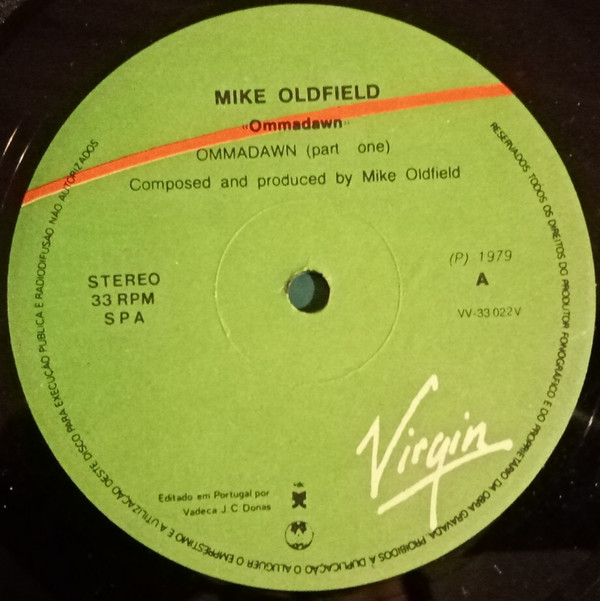 MIKE OLDFIELD
"Ommadawn"
OMMADAWN (part one)
Composed and produced by Mike Oldfield
STEREO
33 RPM
SPA
(P) 1979
A
VV-33.022V
Virgin
Editado em Portugal por
Vadeca J C Donas
RESERVADOS TODOS OS DIREITOS DO PRODUTOR FONOGRÁFICO E DO PROPRIETÁRIO DA OBRA GRAVADA PROIBIDOS À DUPLICAÇÃO O ALUGUER O EMPRÉSTIMO E A UTILIZAÇÃO DESTE DISCO PARA EXECUÇÃO PÚBLICA E RADIODIFUSÃO NÃO AUTORIZADOS